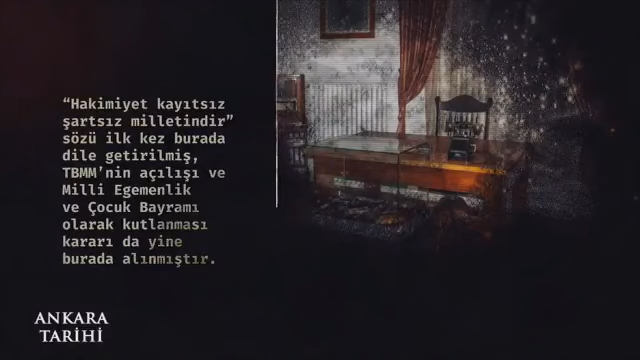 “Hakimiyet kayıtsız
şartsız milletindir”
sözü ilk kez burada
dile getirilmiş,
TBMM’nin açılışı ve
Milli Egemenlik
ve Çocuk Bayramı
olarak kutlanması
kararı da yine
burada alınmıştır.
ANKARA
TARİHİ